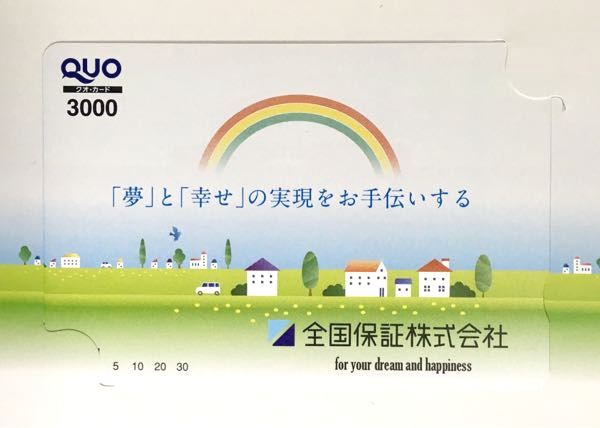 QUO
クオ・カード
3000
「夢」と「幸せ」の実現をお手伝いする
全国保証株式会社
for your dream and happiness
5 10 20 30